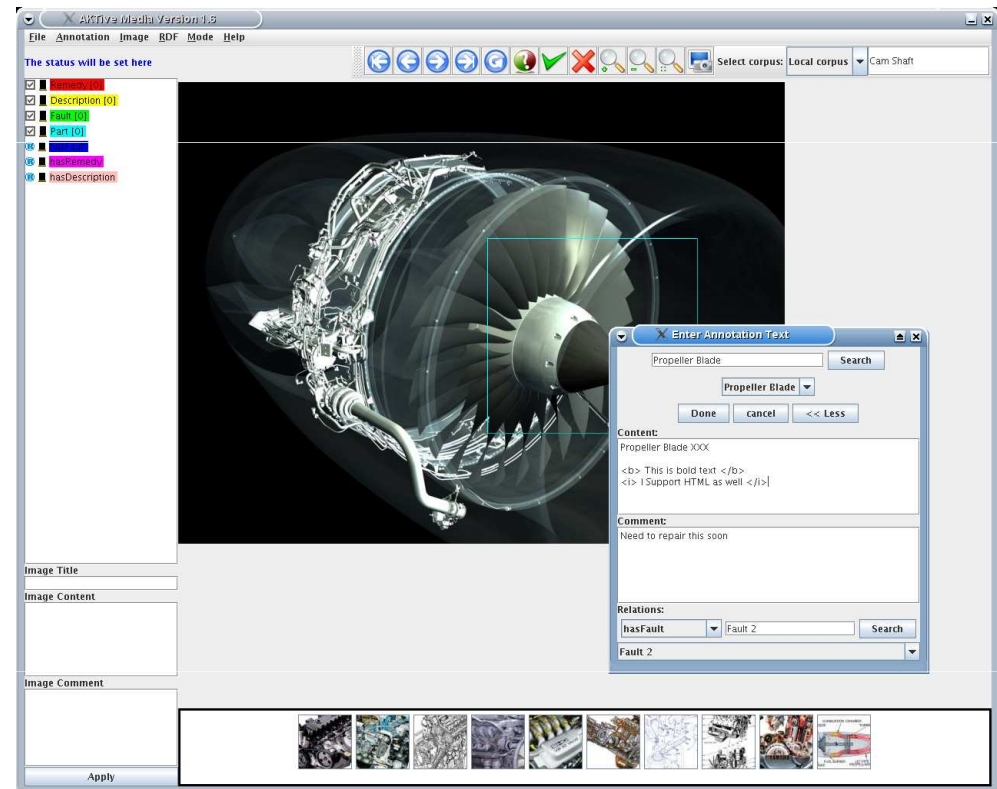 AKTive Media Version 1.6
File Annotation Image RDF Mode Help
The status will be set here
Select corpus: Local corpus Cam Shaft
Remedy [0]
Description [0]
Fault [0]
Part [0]
hasRemedy
hasDescription
Enter Annotation Text
Propeller Blade Search
Propeller Blade
Done cancel << Less
Content:
Propeller Blade XXX
<b> This is bold text </b>
<i> I Support HTML as well </i>
Comment:
Need to repair this soon
Relations:
hasFault Fault 2 Search
Fault 2
Image Title
Image Content
Image Comment
Apply